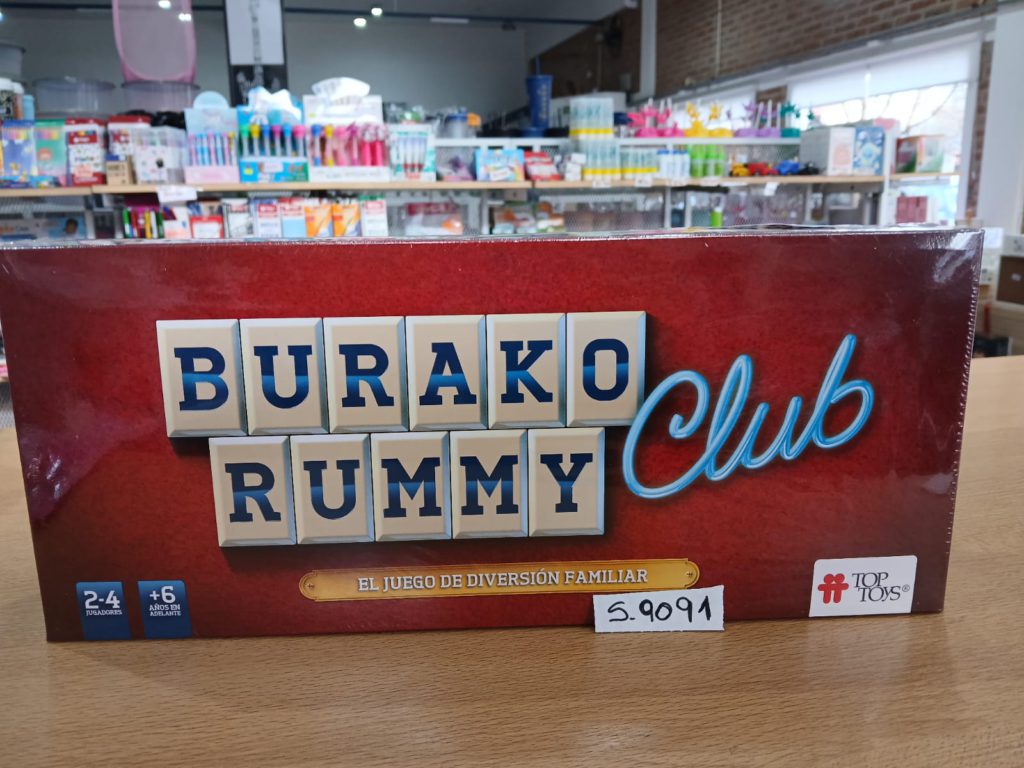 BURAKO
RUMMY
Club
EL JUEGO DE DIVERSIÓN FAMILIAR
2-4
JUGADORES
+6
AÑOS EN
ADELANTE
S.9091
TOP
TOYS®